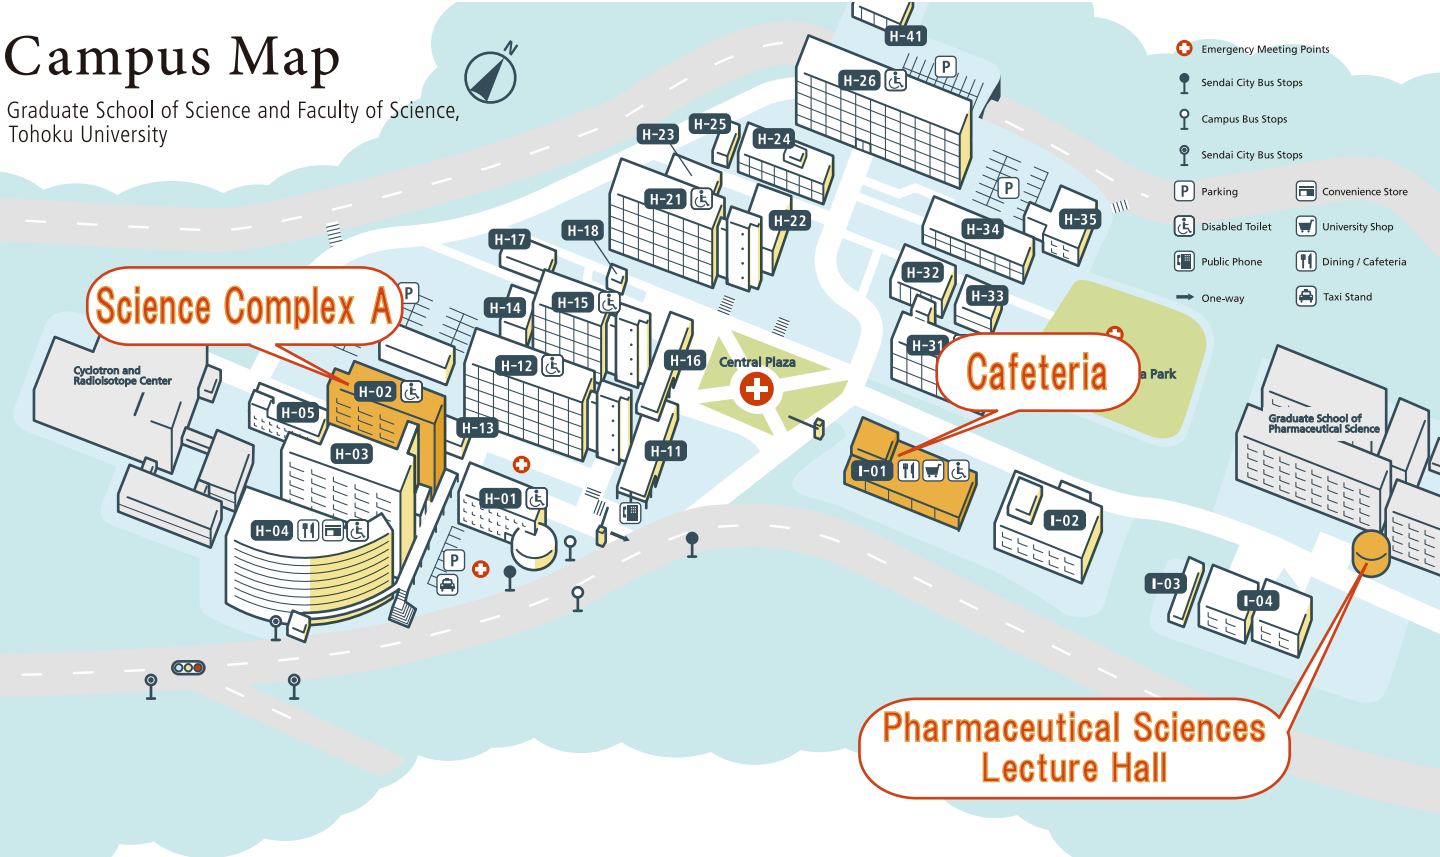 Campus Map
Graduate School of Science and Faculty of Science,
Tohoku University
N
H-41
P
H-26
Emergency Meeting Points
Sendai City Bus Stops
Campus Bus Stops
Sendai City Bus Stops
P Parking
Convenience Store
Disabled Toilet
University Shop
Public Phone
Dining / Cafeteria
One-way
Taxi Stand
H-25
H-23
H-24
P
H-21
H-22
H-35
H-34
H-18
H-17
H-32
H-33
H-31
Science Complex A
P
H-14
H-15
H-16
H-12
Central Plaza
Cafeteria
a Park
Cyclotron and
Radioisotope Center
H-02
H-05
H-13
H-03
H-11
H-01
H-04
P
I-01
I-02
Graduate School of
Pharmaceutical Science
I-03
I-04
Pharmaceutical Sciences
Lecture Hall